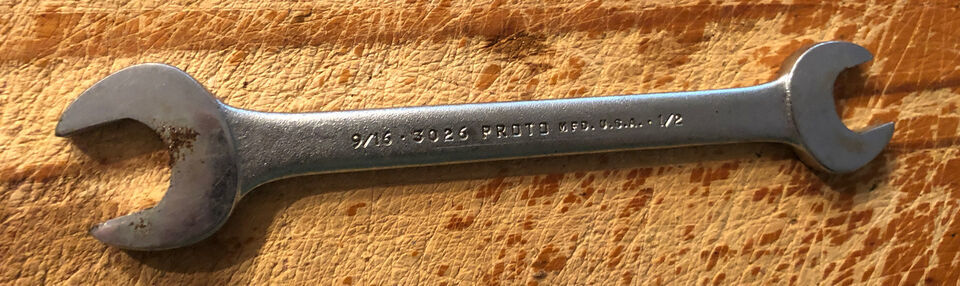 9/16 · 3026 PROTO MFD. U.S.A. · 1/2